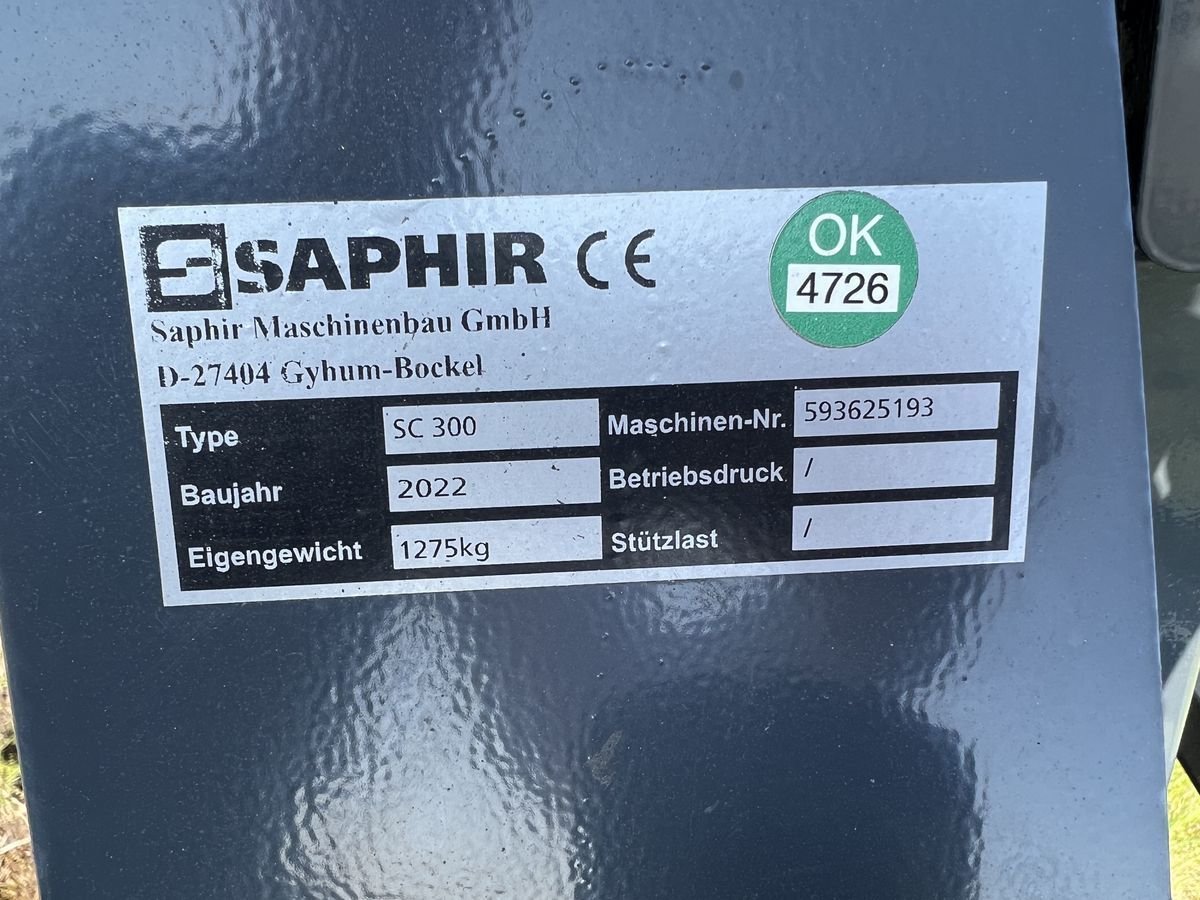 SAPHIR CE
OK
4726
Saphir Maschinenbau GmbH
D-27404 Gyhum-Bockel
Type SC 300 Maschinen-Nr. 593625193
Baujahr 2022 Betriebsdruck /
Eigengewicht 1275kg Stützlast /